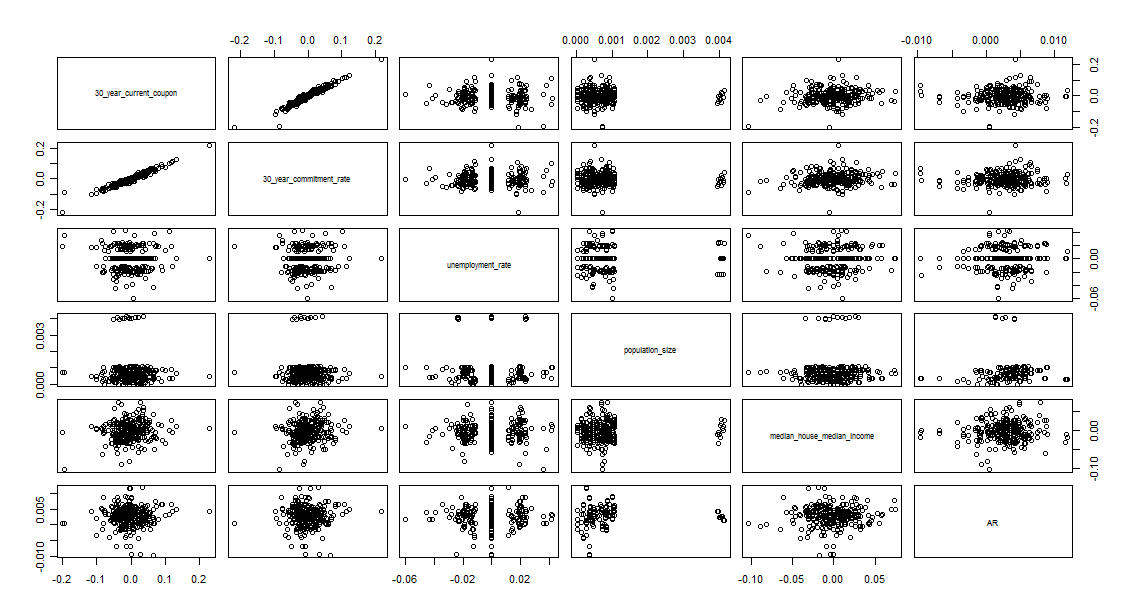 -0.2 -0.1 0.0 0.1 0.2
0.000 0.001 0.002 0.003 0.004
-0.010 0.000 0.010
30_year_current_coupon
-0.2 0.0 0.2
-0.2 0.0 0.2
30_year_commitment_rate
unemployment_rate
-0.06 0.00
0.000 0.003
population_size
median_house_median_income
-0.10 0.00
-0.010 0.005
AR
-0.2 -0.1 0.0 0.1 0.2
-0.06 -0.02 0.02
-0.10 -0.05 0.00 0.05